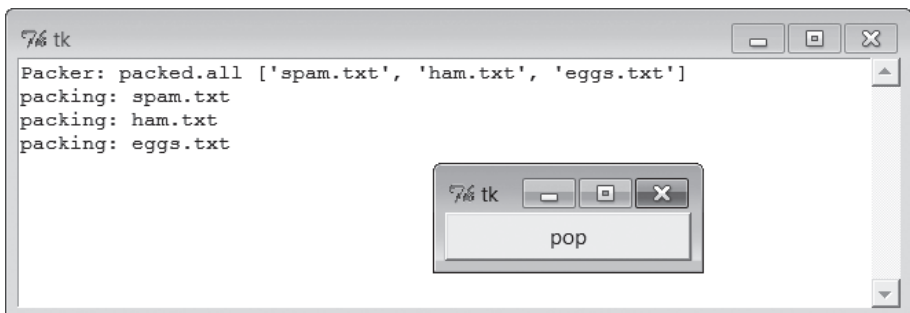 tk
Packer: packed.all ['spam.txt', 'ham.txt', 'eggs.txt']
packing: spam.txt
packing: ham.txt
packing: eggs.txt
tk
pop